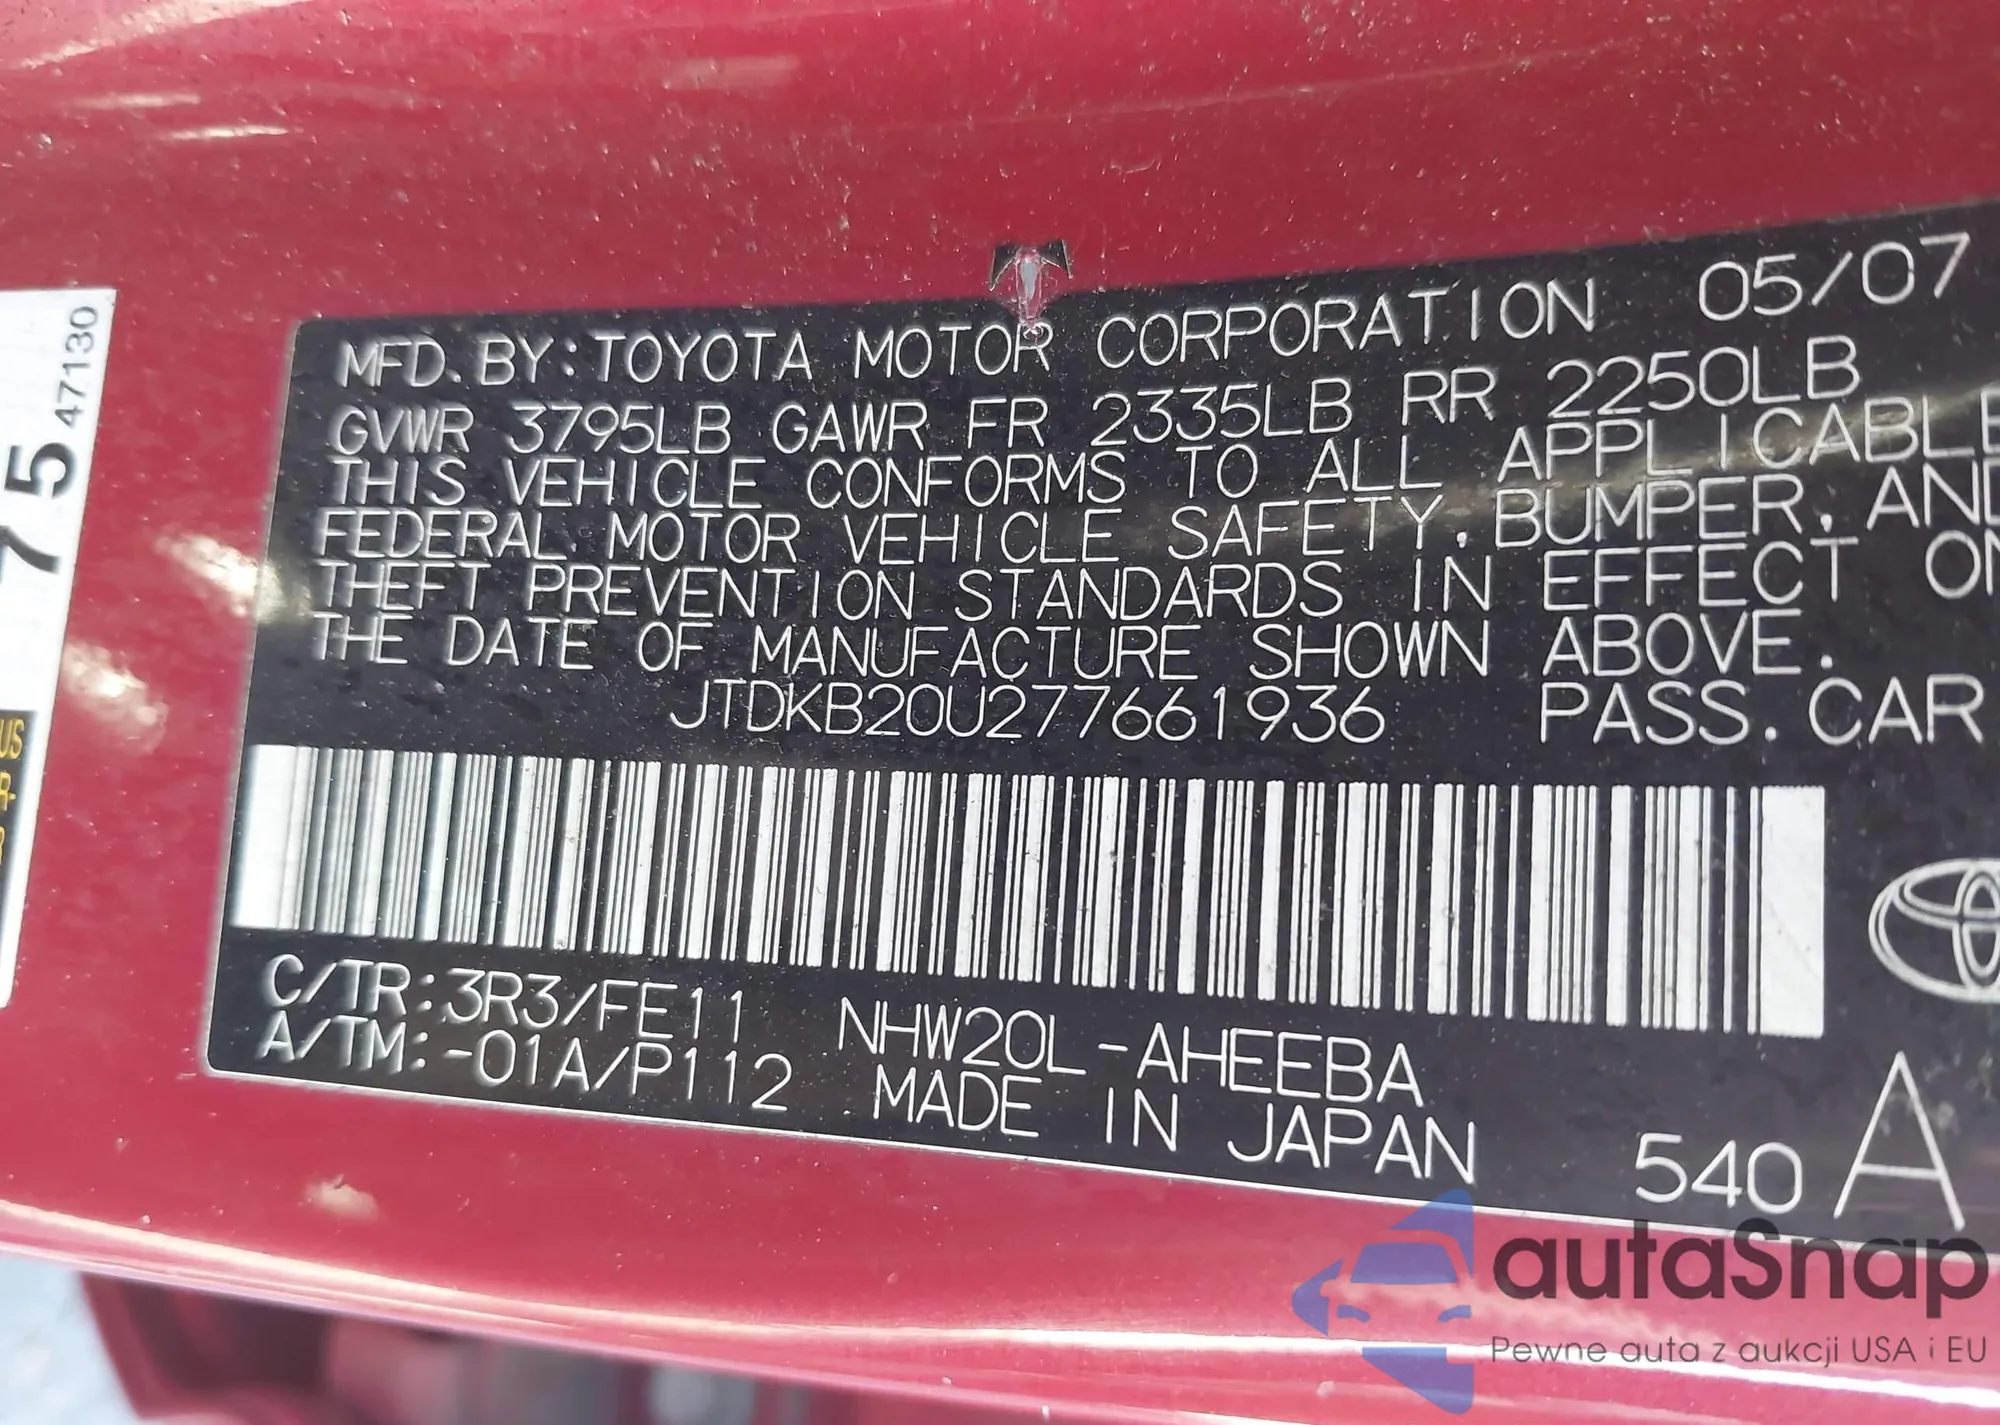 MFD. BY: TOYOTA MOTOR CORPORATION 05/07
GVWR 3795LB GAWR FR 2335LB RR 2250LB
THIS VEHICLE CONFORMS TO ALL APPLICABLE
FEDERAL MOTOR VEHICLE SAFETY, BUMPER, AND
THEFT PREVENTION STANDARDS IN EFFECT ON
THE DATE OF MANUFACTURE SHOWN ABOVE.
JTDKB20U277661936 PASS. CAR
C/TR: 3R3/FE11 NHW20L-AHEEBA
A/TM: -01A/P112 MADE IN JAPAN
540 A
75
47130
US
autaSnap
Pewne auta z aukcji USA i EU